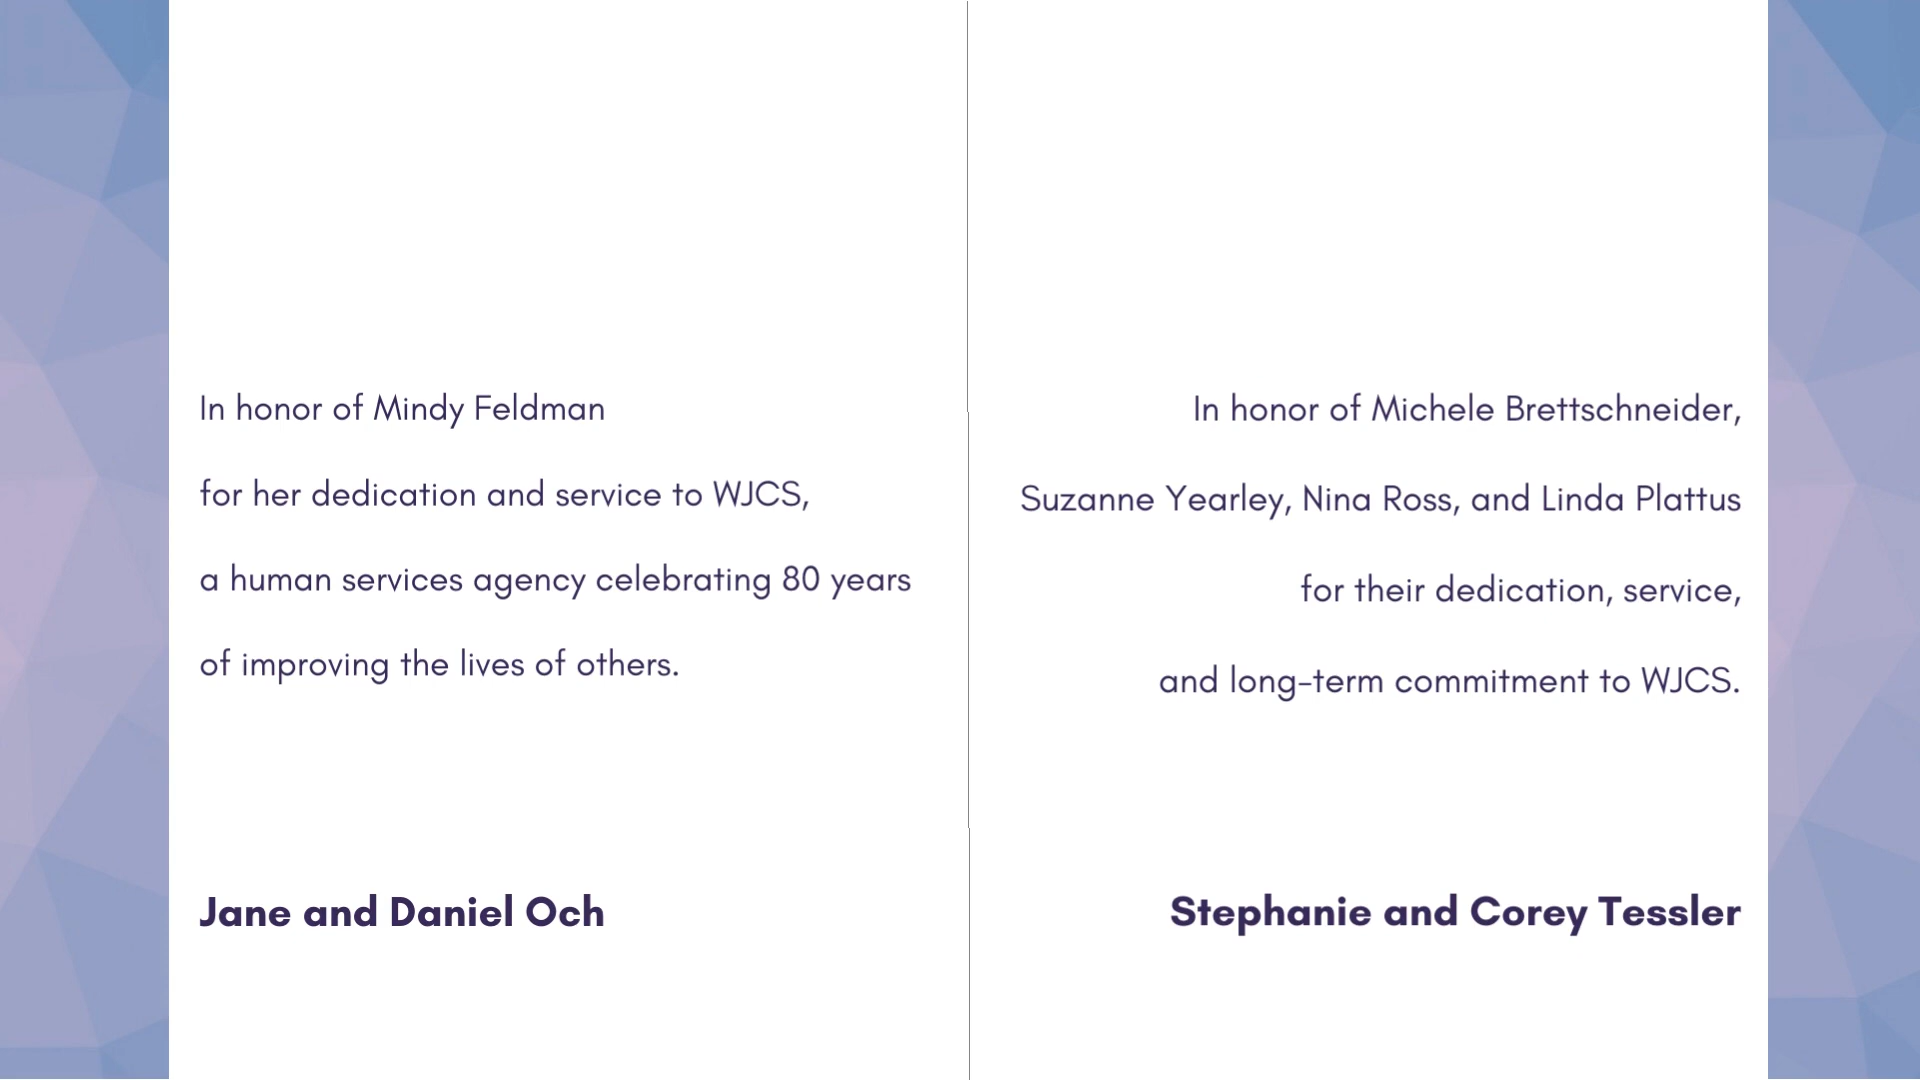 In honor of Mindy Feldman
for her dedication and service to WJCS,
a human services agency celebrating 80 years
of improving the lives of others.
Jane and Daniel Och
In honor of Michele Brettschneider,
Suzanne Yearley, Nina Ross, and Linda Plattus
for their dedication, service,
and long-term commitment to WJCS.
Stephanie and Corey Tessler